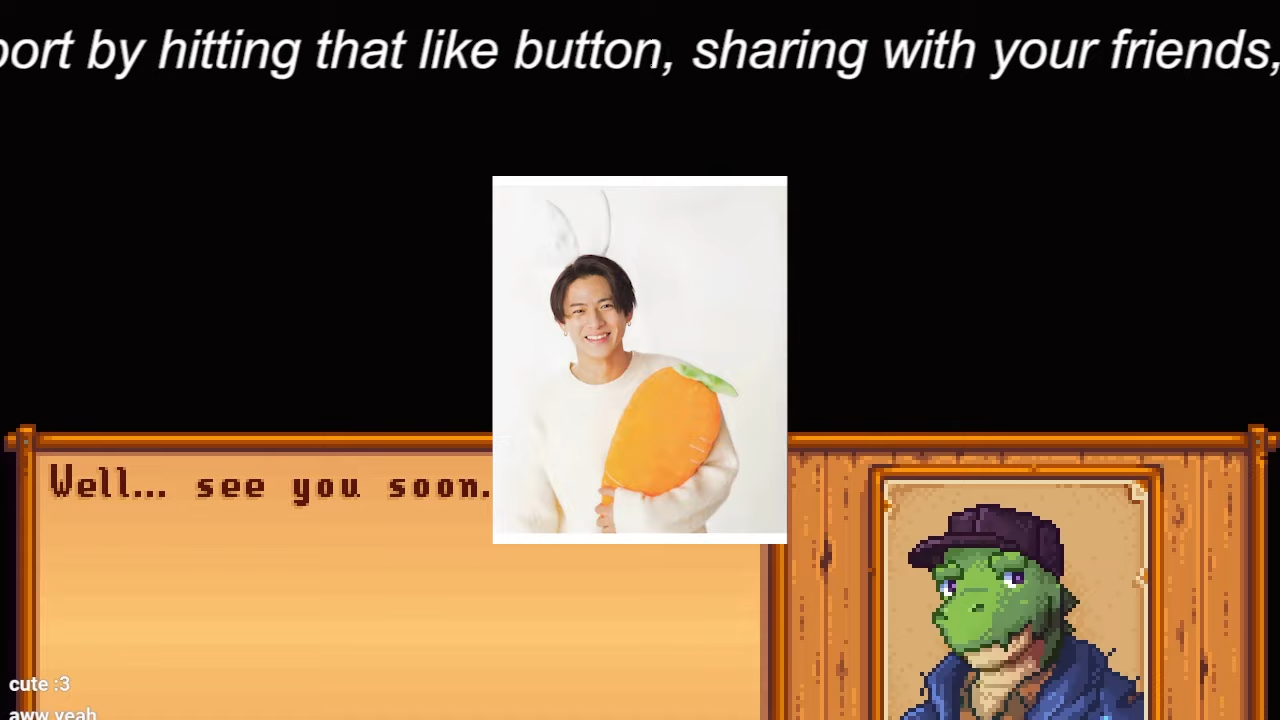 port by hitting that like button, sharing with your friends,
Well... see you soon.
cute :3
aww yeah